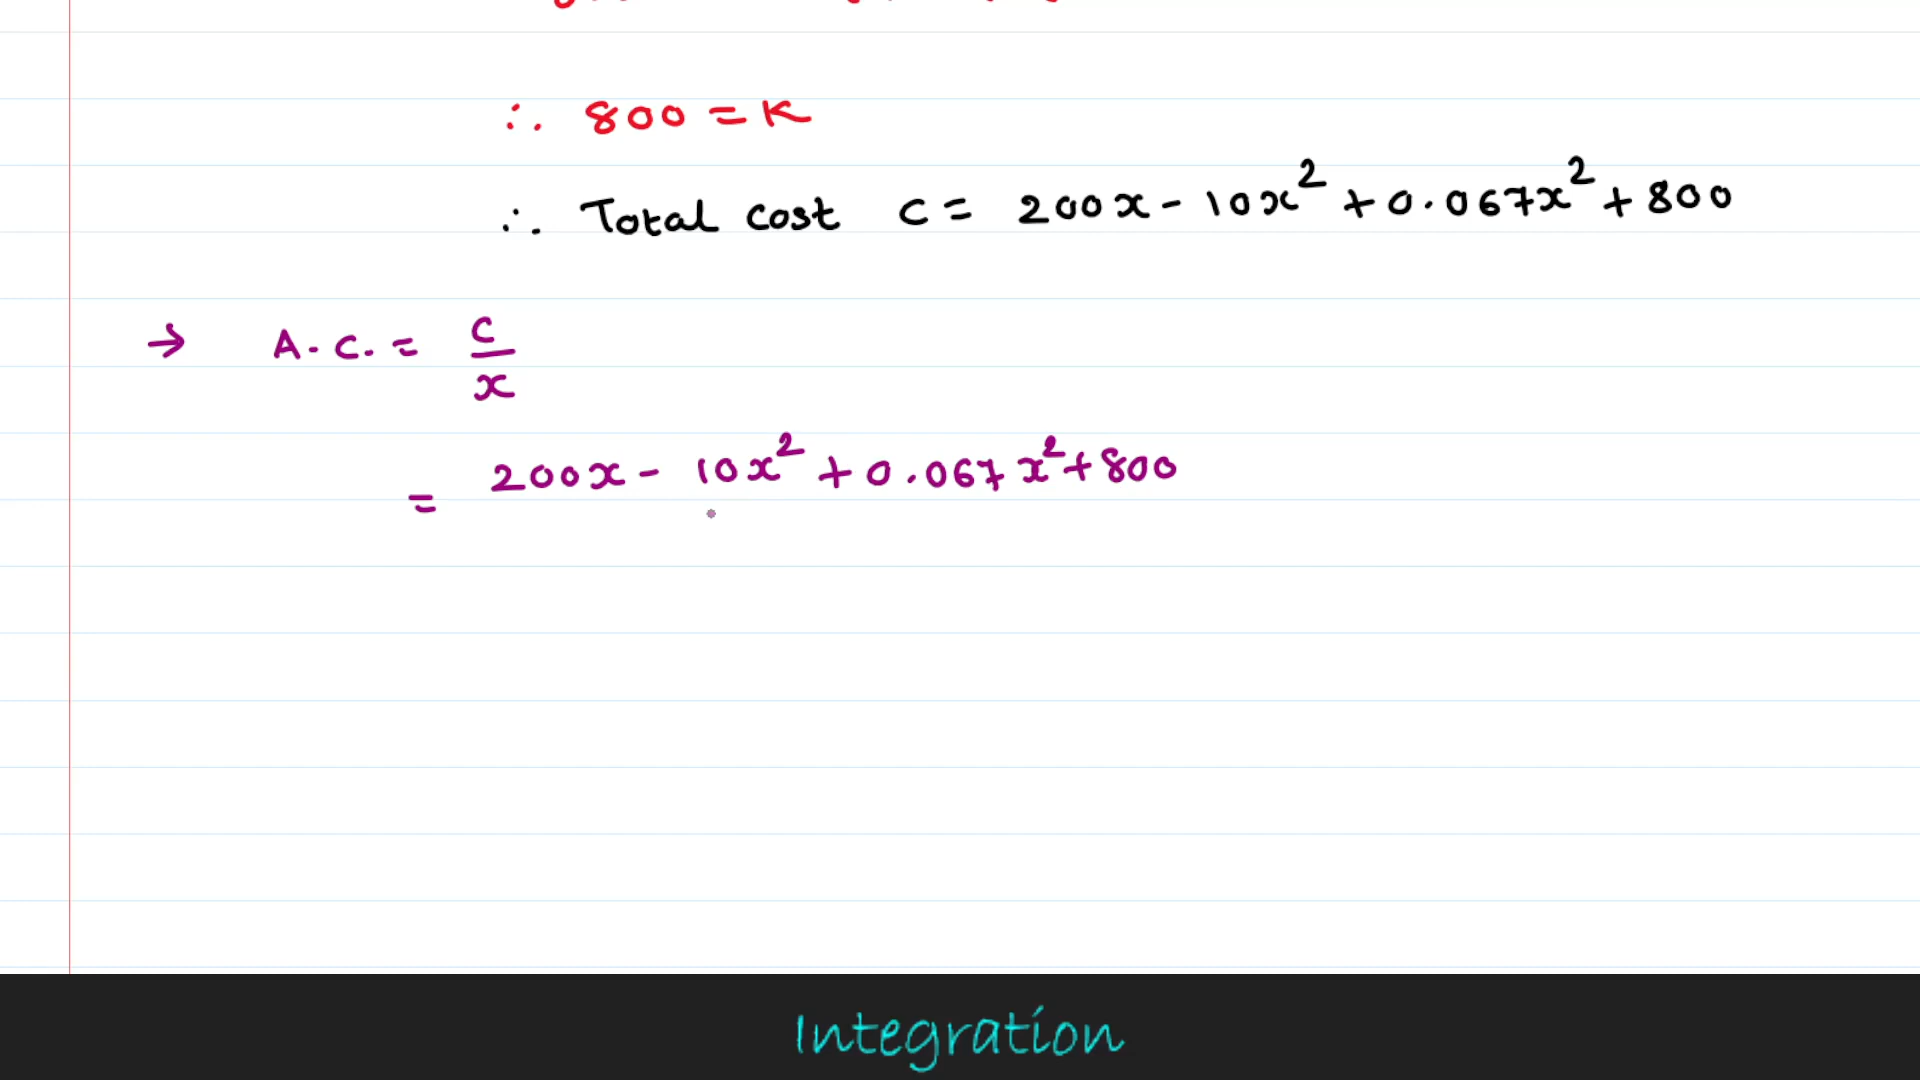 ∴ 800 = K
∴ Total cost C = 200x - 10x² + 0.067x² + 800
→ A.C. = C/x
= 200x - 10x² + 0.067x² + 800
Integration